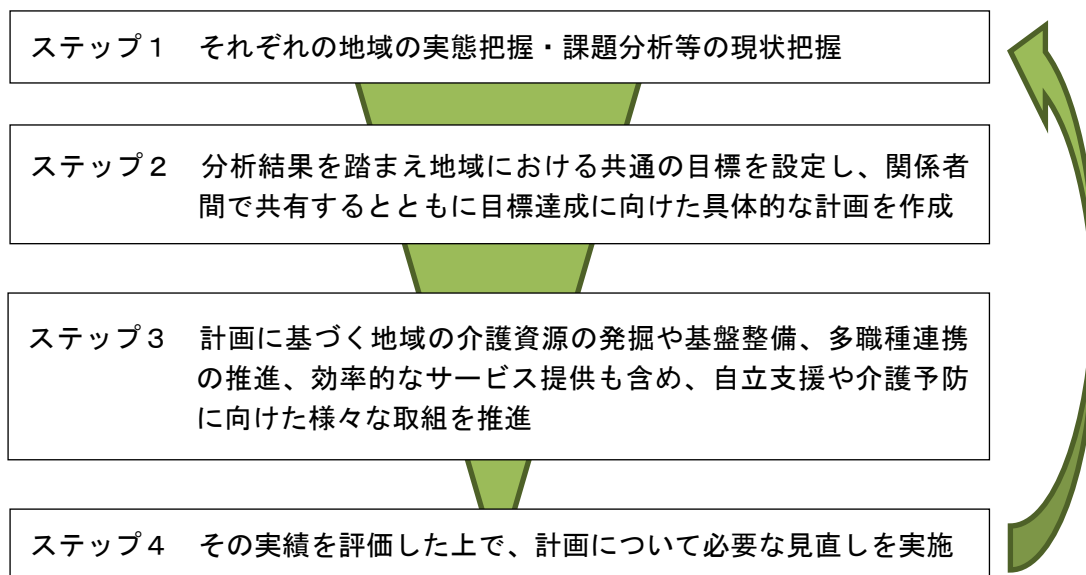 ステップ1 それぞれの地域の実態把握・課題分析等の現状把握
ステップ2 分析結果を踏まえ地域における共通の目標を設定し、関係者
間で共有するとともに目標達成に向けた具体的な計画を作成
ステップ3 計画に基づく地域の介護資源の発掘や基盤整備、多職種連携
の推進、効率的なサービス提供も含め、自立支援や介護予防
に向けた様々な取組を推進
ステップ4 その実績を評価した上で、計画について必要な見直しを実施